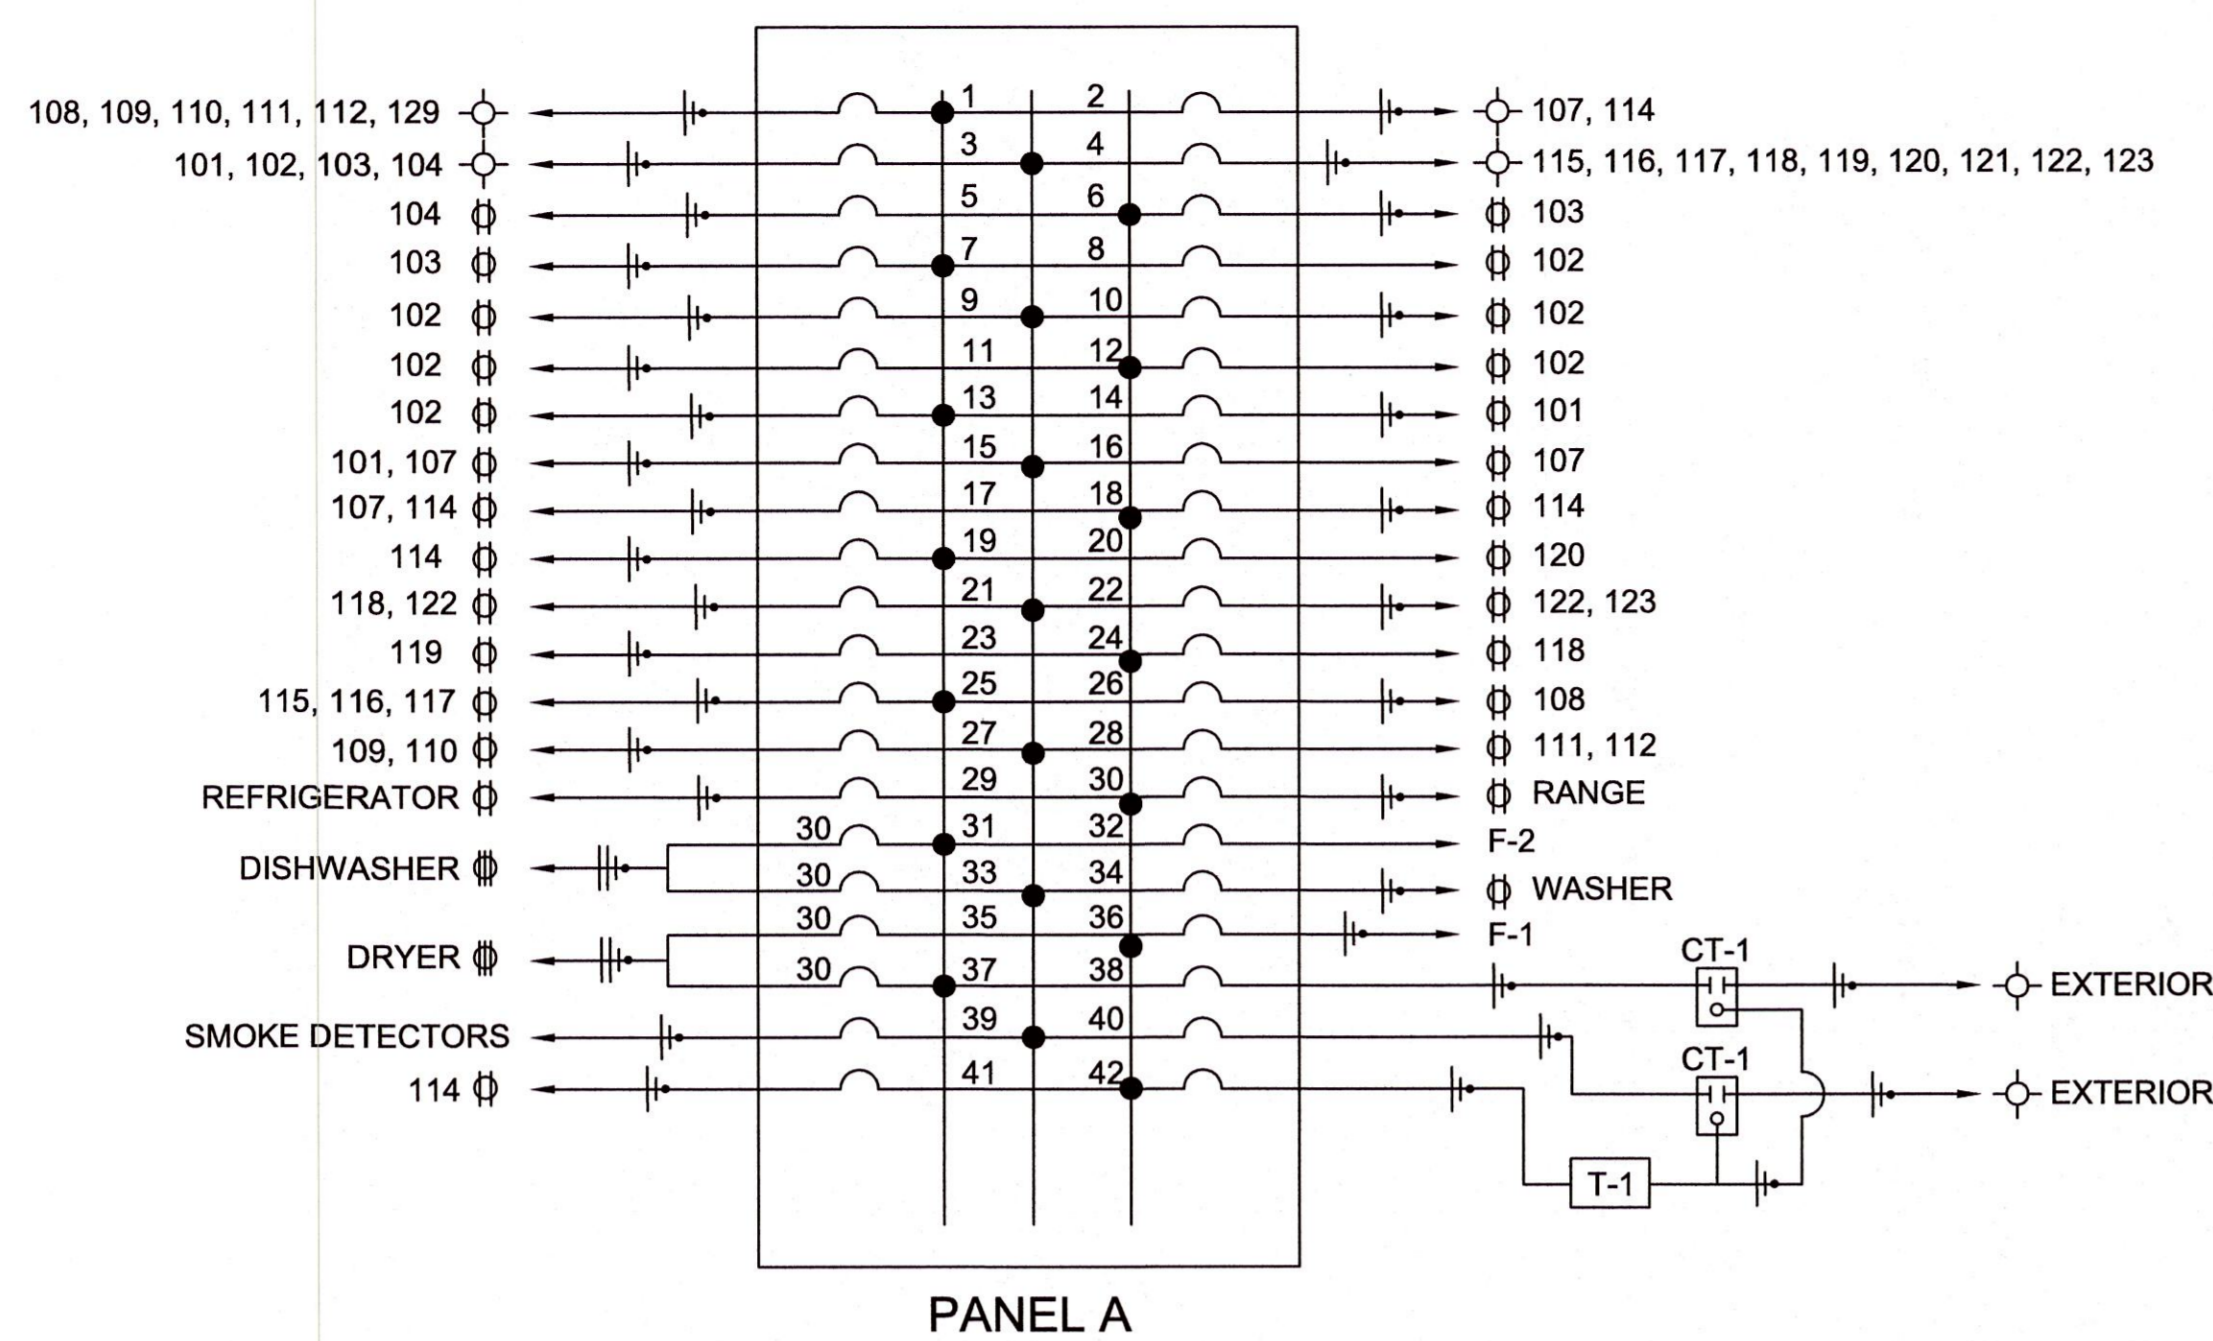 108, 109, 110, 111, 112, 129 1 2 107, 114
101, 102, 103, 104 3 4 115, 116, 117, 118, 119, 120, 121, 122, 123
104 5 6 103
103 7 8 102
102 9 10 102
102 11 12 102
102 13 14 101
101, 107 15 16 107
107, 114 17 18 114
114 19 20 120
118, 122 21 22 122, 123
119 23 24 118
115, 116, 117 25 26 108
109, 110 27 28 111, 112
REFRIGERATOR 29 30 RANGE
30 31 32 F-2
DISHWASHER
30 33 34 WASHER
30 35 36 F-1
DRYER
CT-1
30 37 38 EXTERIOR
SMOKE DETECTORS 39 40
CT-1
114 41 42 EXTERIOR
T-1
PANEL A